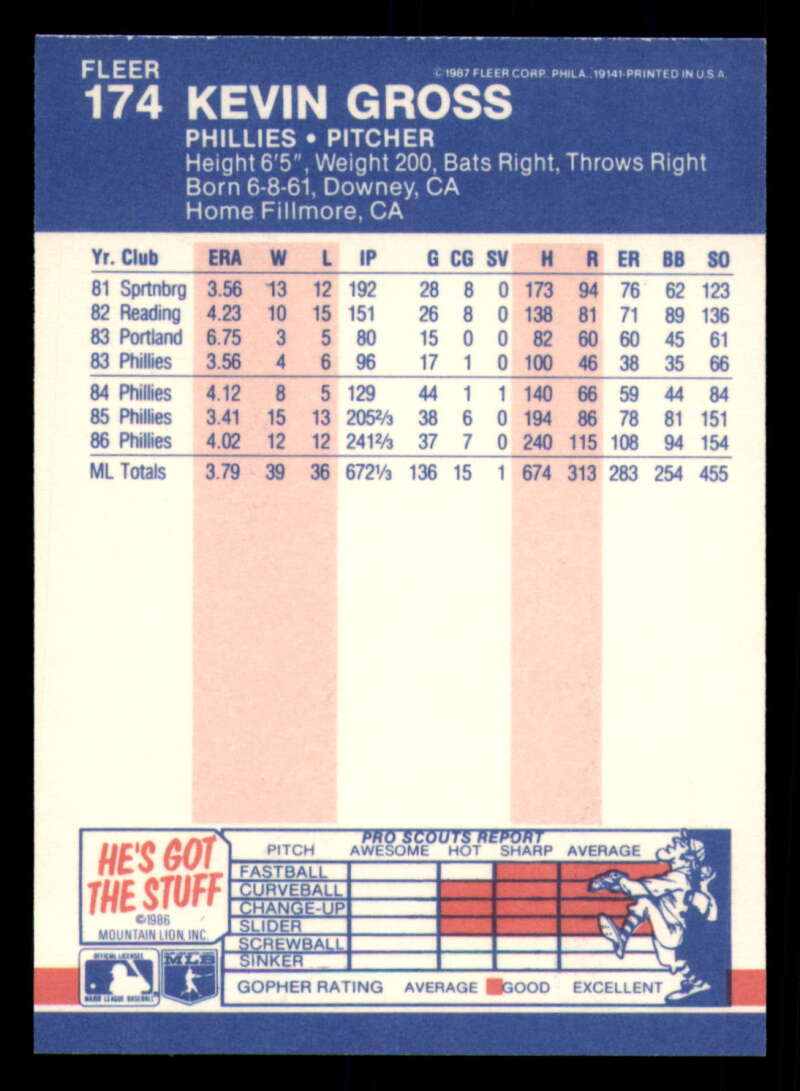 FLEER
© 1987 FLEER CORP. PHILA., 19141-PRINTED IN U.S.A.
174 KEVIN GROSS
PHILLIES • PITCHER
Height 6'5", Weight 200, Bats Right, Throws Right
Born 6-8-61, Downey, CA
Home Fillmore, CA
Yr. Club ERA W L IP G CG SV H R ER BB SO
81 Sprtnbrg 3.56 13 12 192 28 8 0 173 94 76 62 123
82 Reading 4.23 10 15 151 26 8 0 138 81 71 89 136
83 Portland 6.75 3 5 80 15 0 0 82 60 60 45 61
83 Phillies 3.56 4 6 96 17 1 0 100 46 38 35 66
84 Phillies 4.12 8 5 129 44 1 1 140 66 59 44 84
85 Phillies 3.41 15 13 205⅔ 38 6 0 194 86 78 81 151
86 Phillies 4.02 12 12 241⅔ 37 7 0 240 115 108 94 154
ML Totals 3.79 39 36 672⅓ 136 15 1 674 313 283 254 455
HE'S GOT
THE STUFF
©1986
MOUNTAIN LION, INC.
PRO SCOUTS REPORT
PITCH AWESOME HOT SHARP AVERAGE
FASTBALL
CURVEBALL
CHANGE-UP
SLIDER
SCREWBALL
SINKER
GOPHER RATING AVERAGE GOOD EXCELLENT
OFFICIAL LICENSEE
MAJOR LEAGUE BASEBALL
MLB